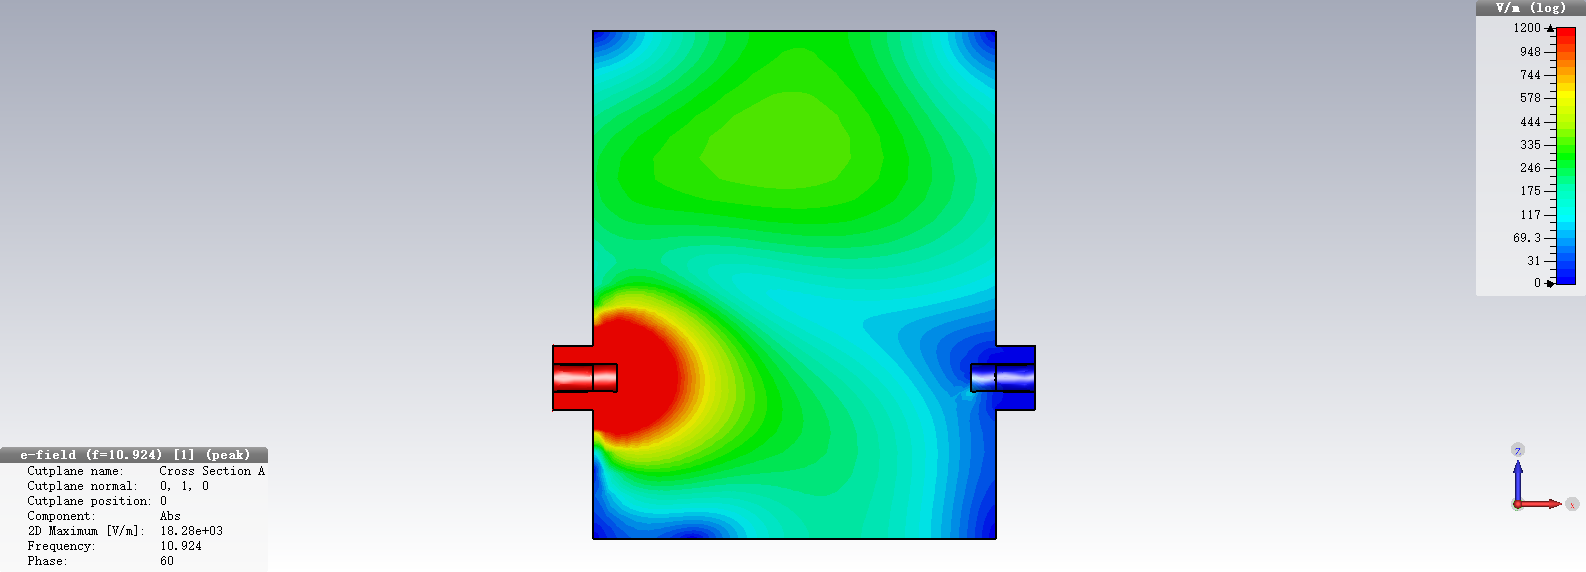 V/m (log)
1200
948
744
578
444
335
246
175
117
69.3
31
0
e-field (f=10.924) [1] (peak)
Cutplane name: Cross Section A
Cutplane normal: 0, 1, 0
Cutplane position: 0
Component: Abs
2D Maximum [V/m]: 18.28e+03
Frequency: 10.924
Phase: 60
z
x